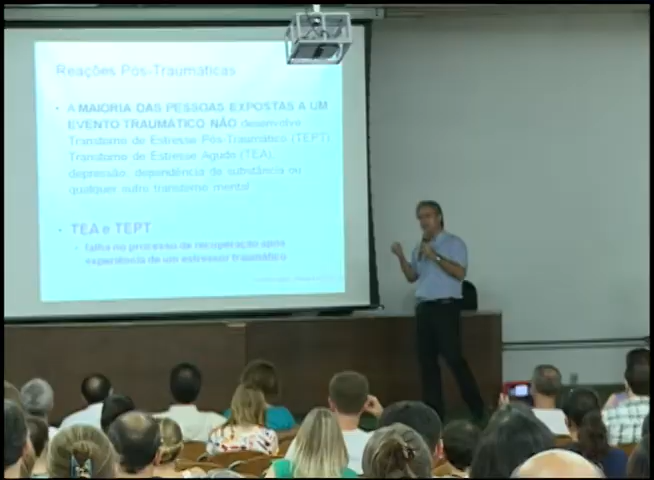 Reações Pós-Traumáticas
• A MAIORIA DAS PESSOAS EXPOSTAS A UM
EVENTO TRAUMÁTICO NÃO desenvolve
Transtorno de Estresse Pós-Traumático (TEPT)
Transtorno de Estresse Agudo (TEA),
depressão, dependência de substância ou
qualquer outro transtorno mental
• TEA e TEPT
- falha no processo de recuperação após
experiência de um estressor traumático